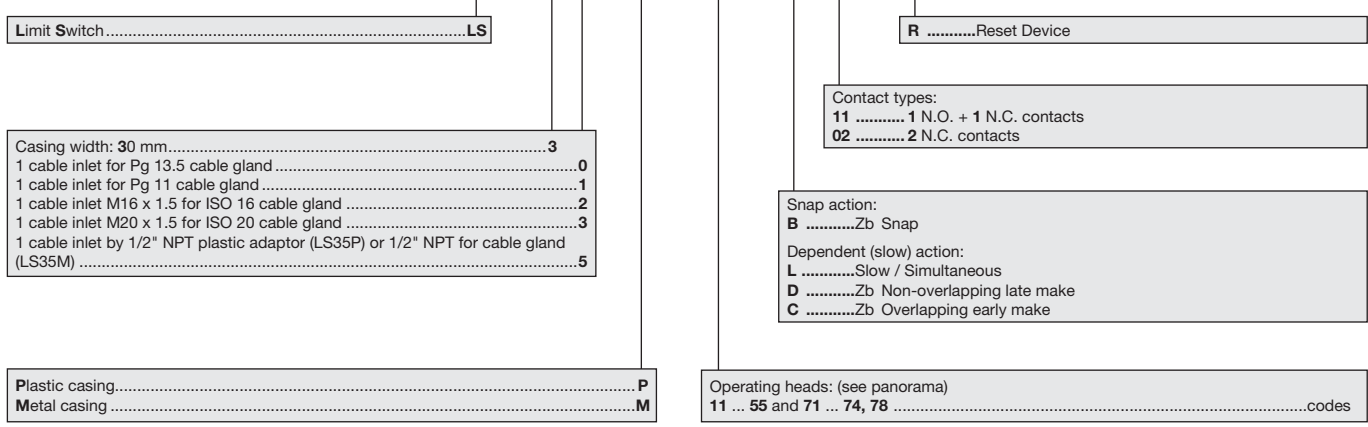 Limit Switch...............................................................................LS
R ...........Reset Device
Contact types:
11 ........... 1 N.O. + 1 N.C. contacts
02 ........... 2 N.C. contacts
Casing width: 30 mm...................................................................................3
1 cable inlet for Pg 13.5 cable gland...................................................................0
1 cable inlet for Pg 11 cable gland......................................................................1
1 cable inlet M16 x 1.5 for ISO 16 cable gland ...................................................2
1 cable inlet M20 x 1.5 for ISO 20 cable gland ...................................................3
1 cable inlet by 1/2" NPT plastic adaptor (LS35P) or 1/2" NPT for cable gland
(LS35M) ..............................................................................................................5
Snap action:
B ...........Zb Snap
Dependent (slow) action:
L ............Slow / Simultaneous
D ...........Zb Non-overlapping late make
C ...........Zb Overlapping early make
Plastic casing.................................................................................................................. P
Metal casing ...................................................................................................................M
Operating heads: (see panorama)
11 ... 55 and 71 ... 74, 78 ...........................................................................................codes